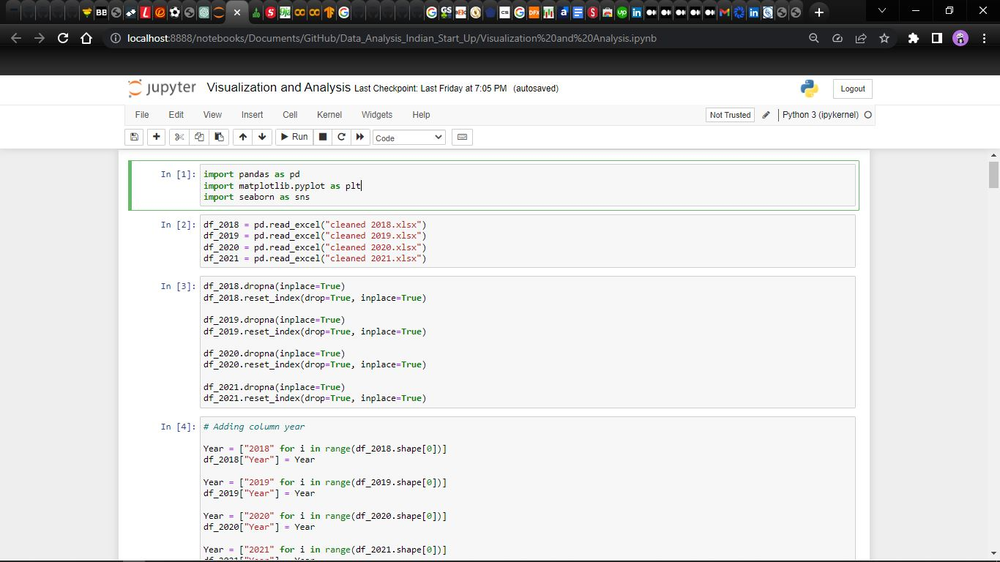 localhost:8888/notebooks/Documents/GitHub/Data_Analysis_Indian_Start_Up/Visualization%20and%20Analysis.ipynb
jupyter Visualization and Analysis Last Checkpoint: Last Friday at 7:05 PM (autosaved) Logout
File Edit View Insert Cell Kernel Widgets Help Not Trusted Python 3 (ipykernel)
Run Code
In [1]: import pandas as pd
import matplotlib.pyplot as plt
import seaborn as sns
In [2]: df_2018 = pd.read_excel("cleaned 2018.xlsx")
df_2019 = pd.read_excel("cleaned 2019.xlsx")
df_2020 = pd.read_excel("cleaned 2020.xlsx")
df_2021 = pd.read_excel("cleaned 2021.xlsx")
In [3]: df_2018.dropna(inplace=True)
df_2018.reset_index(drop=True, inplace=True)
df_2019.dropna(inplace=True)
df_2019.reset_index(drop=True, inplace=True)
df_2020.dropna(inplace=True)
df_2020.reset_index(drop=True, inplace=True)
df_2021.dropna(inplace=True)
df_2021.reset_index(drop=True, inplace=True)
In [4]: # Adding column year
Year = ["2018" for i in range(df_2018.shape[0])]
df_2018["Year"] = Year
Year = ["2019" for i in range(df_2019.shape[0])]
df_2019["Year"] = Year
Year = ["2020" for i in range(df_2020.shape[0])]
df_2020["Year"] = Year
Year = ["2021" for i in range(df_2021.shape[0])]